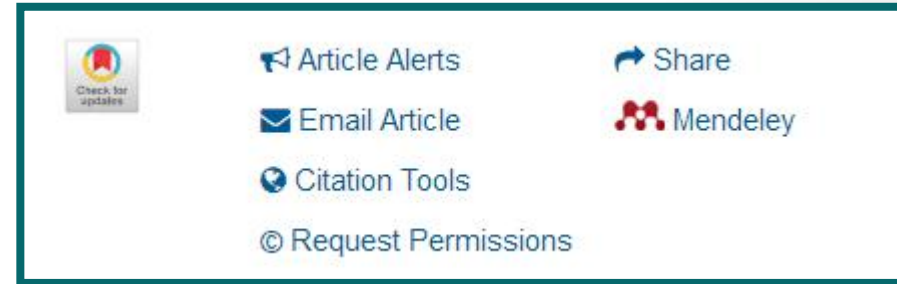 Check for
updates
Article Alerts
Email Article
Citation Tools
© Request Permissions
Share
Mendeley